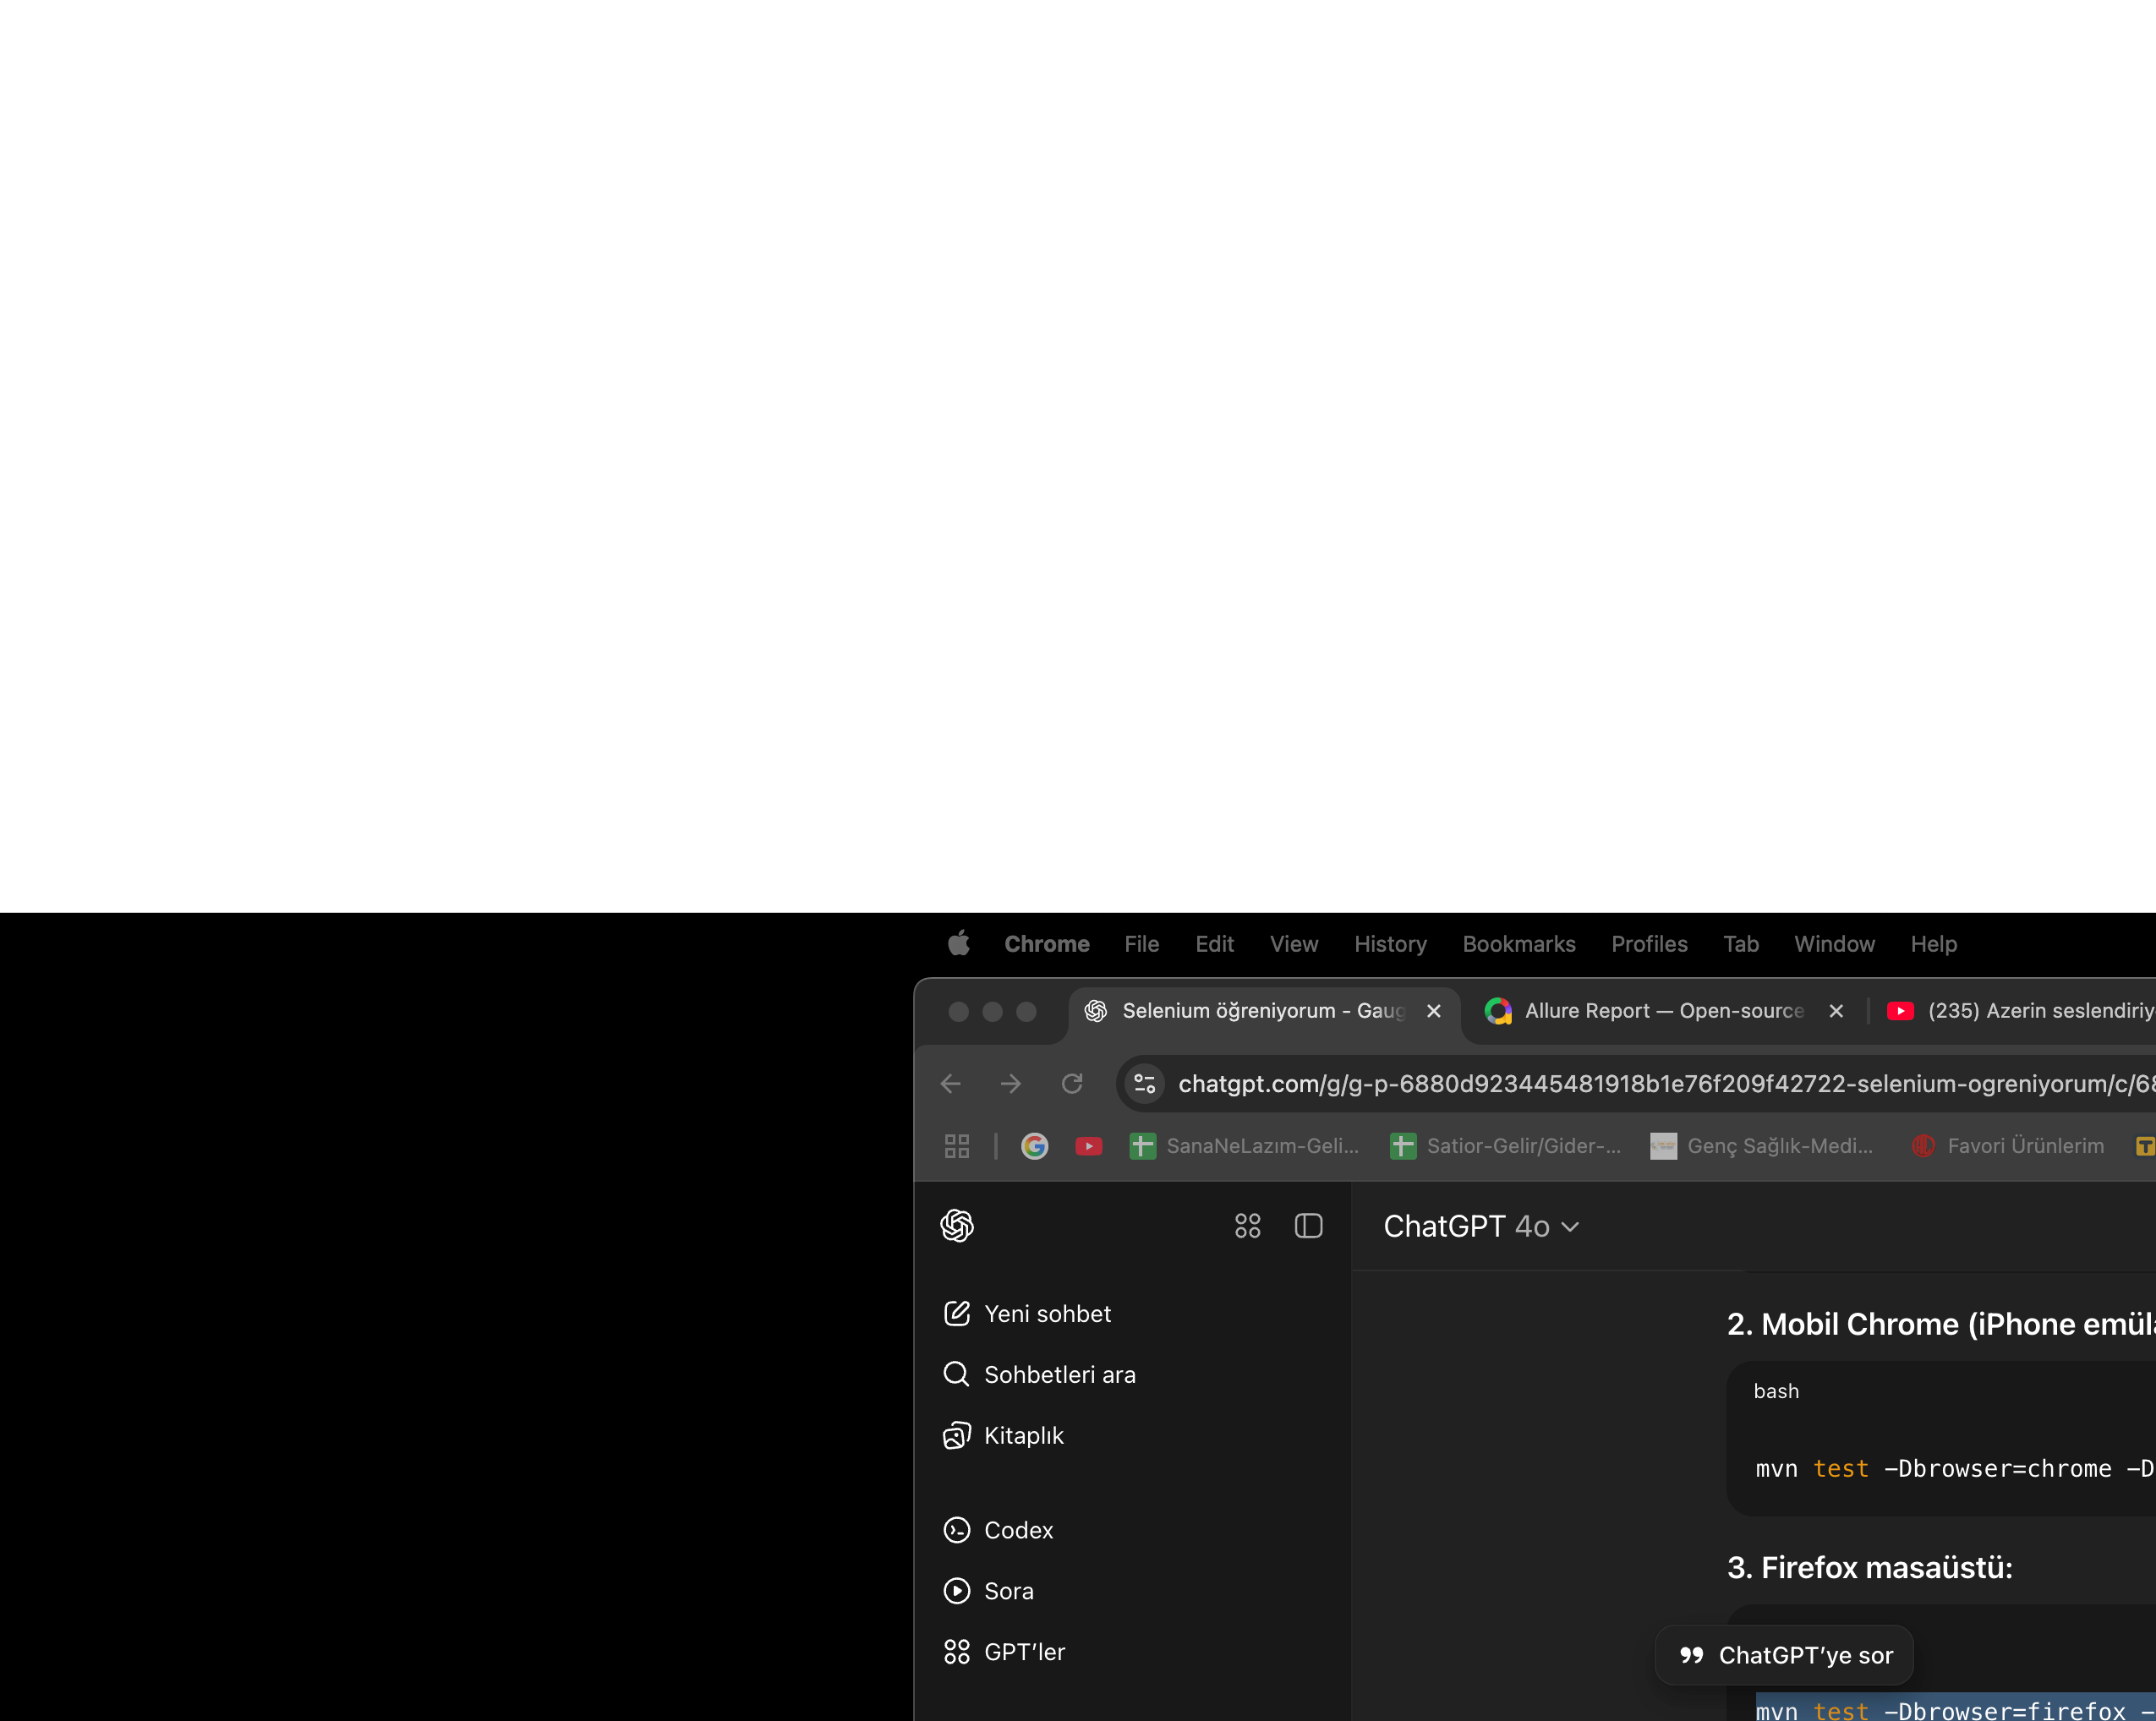 Chrome File Edit View History Bookmarks Profiles Tab Window Help
Selenium öğreniyorum - Gaug Allure Report — Open-source (235) Azerin seslendiriy
chatgpt.com/g/g-p-6880d923445481918b1e76f209f42722-selenium-ogreniyorum/c/68
SanaNeLazım-Geli... Satior-Gelir/Gider-... Genç Sağlık-Medi... Favori Ürünlerim
ChatGPT 4o
Yeni sohbet
Sohbetleri ara
Kitaplık
Codex
Sora
GPT'ler
2. Mobil Chrome (iPhone emüla
bash
mvn test -Dbrowser=chrome -D
3. Firefox masaüstü:
ChatGPT'ye sor
mvn test -Dbrowser=firefox -